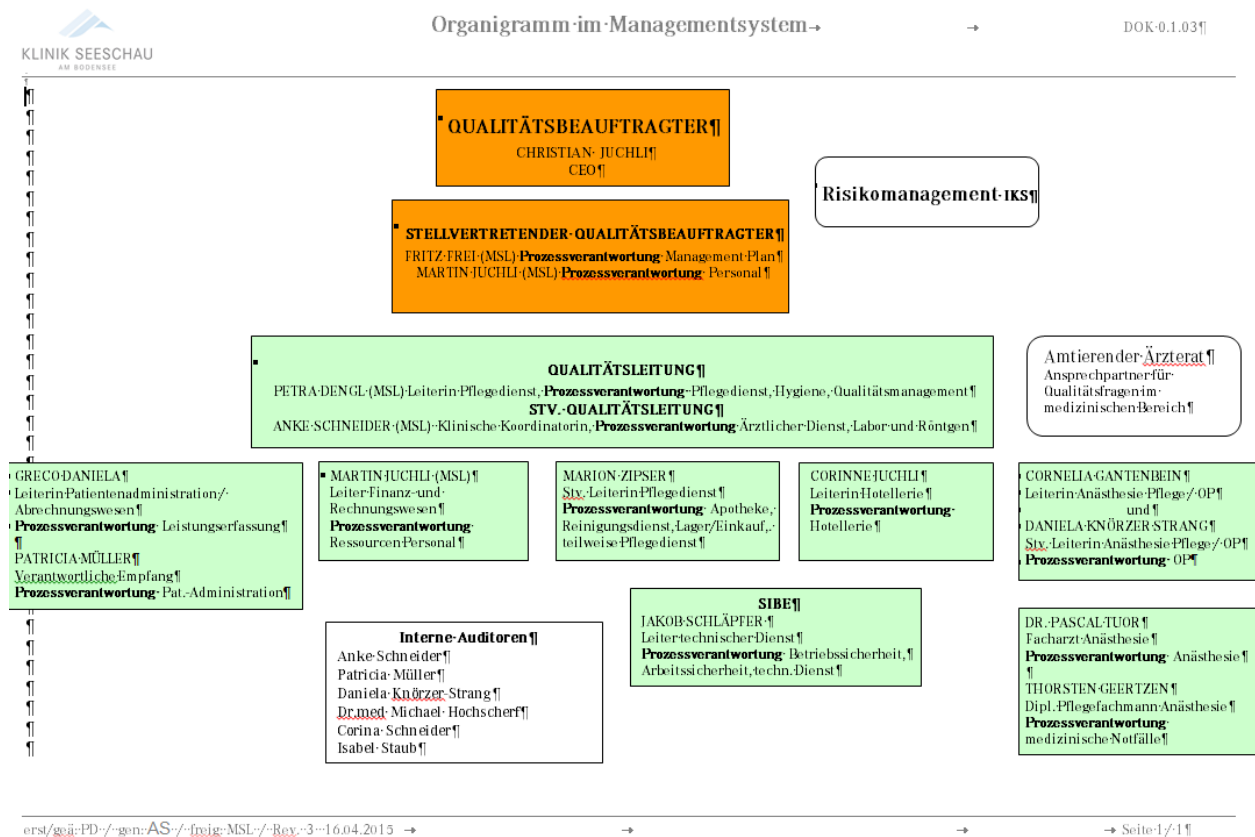 KLINIK SEESCHAU
AM BODENSEE
Organigramm im Managementsystem→ → DOK 0.1.03¶
QUALITÄTSBEAUFTRAGTER¶
CHRISTIAN JUCHLI¶
CEO¶
Risikomanagement IKS¶
STELLVERTRETENDER QUALITÄTSBEAUFTRAGTER¶
FRITZ FREI (MSL) Prozessverantwortung Management Plan¶
MARTIN JUCHLI (MSL) Prozessverantwortung Personal¶
QUALITÄTSLEITUNG¶
PETRA DENGL (MSL) Leiterin Pflegedienst, Prozessverantwortung Pflegedienst, Hygiene, Qualitätsmanagement¶
STV. QUALITÄTSLEITUNG¶
ANKE SCHNEIDER (MSL) Klinische Koordinatorin, Prozessverantwortung Ärztlicher Dienst, Labor und Röntgen¶
Amtierender Ärzterat¶
Ansprechpartner für
Qualitätsfragen im
medizinischen Bereich¶
GRECO DANIELA¶
Leiterin Patientenadministration /
Abrechnungswesen¶
Prozessverantwortung Leistungserfassung¶
¶
PATRICIA MÜLLER¶
Verantwortliche Empfang¶
Prozessverantwortung Pat.-Administration¶
MARTIN JUCHLI (MSL)¶
Leiter Finanz- und
Rechnungswesen¶
Prozessverantwortung
Ressourcen Personal¶
MARION ZIPSER¶
Stv. Leiterin Pflegedienst¶
Prozessverantwortung Apotheke,
Reinigungsdienst, Lager/Einkauf,
teilweise Pflegedienst¶
CORINNE JUCHLI¶
Leiterin Hotellerie¶
Prozessverantwortung
Hotellerie¶
CORNELIA GANTENBEIN¶
Leiterin Anästhesie Pflege / OP¶
und¶
DANIELA KNÖRZER STRANG¶
Stv. Leiterin Anästhesie Pflege / OP¶
Prozessverantwortung OP¶
SIBE¶
JAKOB SCHLÄPFER ¶
Leiter technischer Dienst¶
Prozessverantwortung Betriebssicherheit,¶
Arbeitssicherheit, techn. Dienst¶
Interne Auditoren¶
Anke Schneider¶
Patricia Müller¶
Daniela Knörzer-Strang¶
Dr.med Michael Hochscherf¶
Corina Schneider¶
Isabel Staub¶
DR. PASCAL TUOR¶
Facharzt Anästhesie¶
Prozessverantwortung Anästhesie¶
¶
THORSTEN GEERTZEN¶
Dipl. Pflegefachmann Anästhesie¶
Prozessverantwortung
medizinische Notfälle¶
erst/geä: PD / gen: AS / freig: MSL / Rev. 3 16.04.2015 → → → → Seite 1 / 1¶